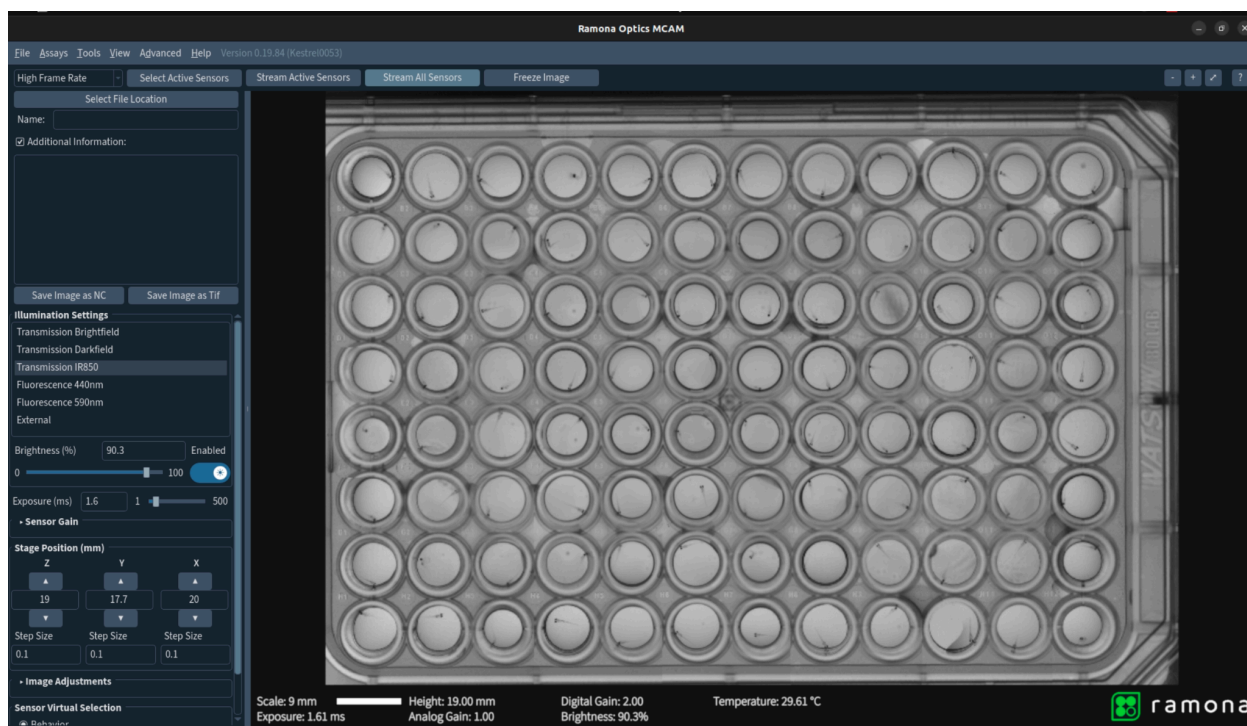 Ramona Optics MCAM
File Assays Tools View Advanced Help Version 0.19.84 (Kestrel0053)
High Frame Rate Select Active Sensors Stream Active Sensors Stream All Sensors Freeze Image - + ?
Select File Location
Name:
Additional Information:
Save Image as NC Save Image as Tif
Illumination Settings
Transmission Brightfield
Transmission Darkfield
Transmission IR850
Fluorescence 440nm
Fluorescence 590nm
External
Brightness (%) 90.3 Enabled
0 100
Exposure (ms) 1.6 1 500
Sensor Gain
Stage Position (mm)
Z Y X
19 17.7 20
Step Size Step Size Step Size
0.1 0.1 0.1
Image Adjustments
Sensor Virtual Selection
Behavior
Scale: 9 mm Height: 19.00 mm Digital Gain: 2.00 Temperature: 29.61 °C
Exposure: 1.61 ms Analog Gain: 1.00 Brightness: 90.3%
ramona